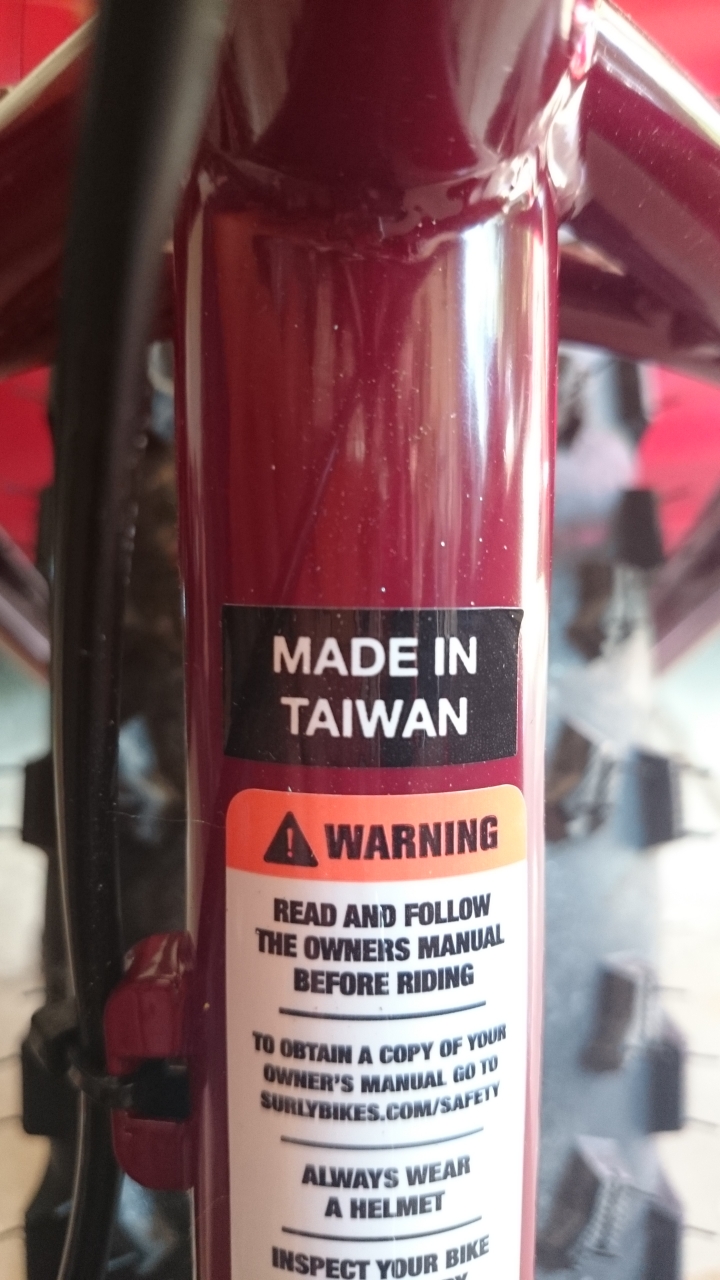 MADE IN
TAIWAN
WARNING
READ AND FOLLOW
THE OWNERS MANUAL
BEFORE RIDING
TO OBTAIN A COPY OF YOUR
OWNER'S MANUAL GO TO
SURLYBIKES.COM/SAFETY
ALWAYS WEAR
A HELMET
INSPECT YOUR BIKE